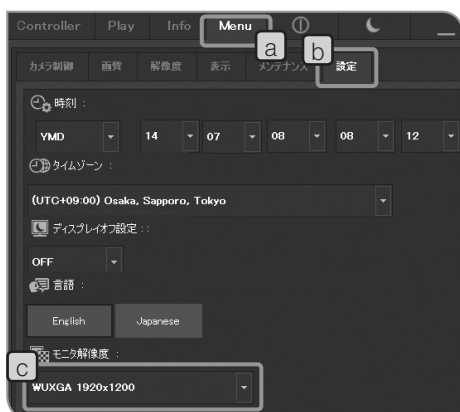 Controller Play Info Menu
a
b
カメラ制御 画質 解像度 表示 メンテナンス 設定
時刻 :
YMD 14 07 08 08 12
タイムゾーン :
(UTC+09:00) Osaka, Sapporo, Tokyo
ディスプレイオフ設定 : :
OFF
言語 :
English Japanese
モニタ解像度 :
c
WUXGA 1920x1200